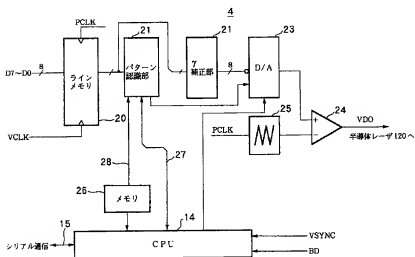 4
PCLK
21
21
23
D7~D0
8
ライン
メモリ
パターン
認識部
7
補正部
8
D/A
20
VCLK
25
PCLK
24
+
−
VDO
半導体レーザ120へ
28
27
26
メモリ
14
15
シリアル通信
CPU
VSYNC
BD